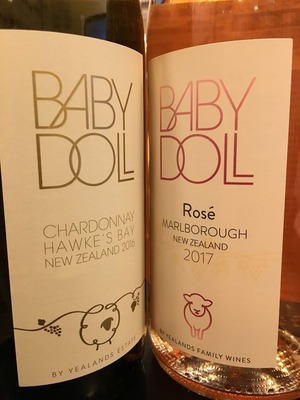 BABY
DOLL
CHARDONNAY
HAWKE'S BAY
NEW ZEALAND 2016
BY YEALANDS ESTATE
BABY
DOLL
Rosé
MARLBOROUGH
NEW ZEALAND
2017
BY YEALANDS FAMILY WINES